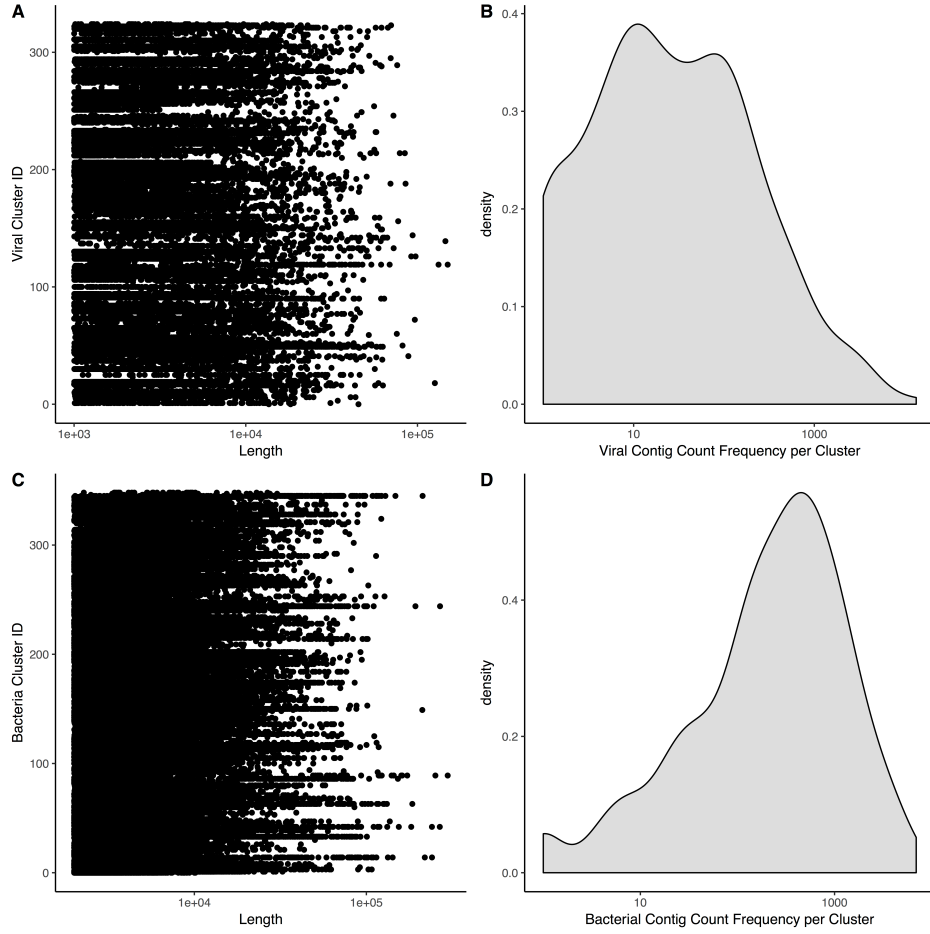 A
300
200
100
0
Viral Cluster ID
1e+03
1e+04
1e+05
Length
B
0.4
0.3
0.2
0.1
0.0
density
10
1000
Viral Contig Count Frequency per Cluster
C
300
200
100
0
Bacteria Cluster ID
1e+04
1e+05
Length
D
0.4
0.2
0.0
density
10
1000
Bacterial Contig Count Frequency per Cluster